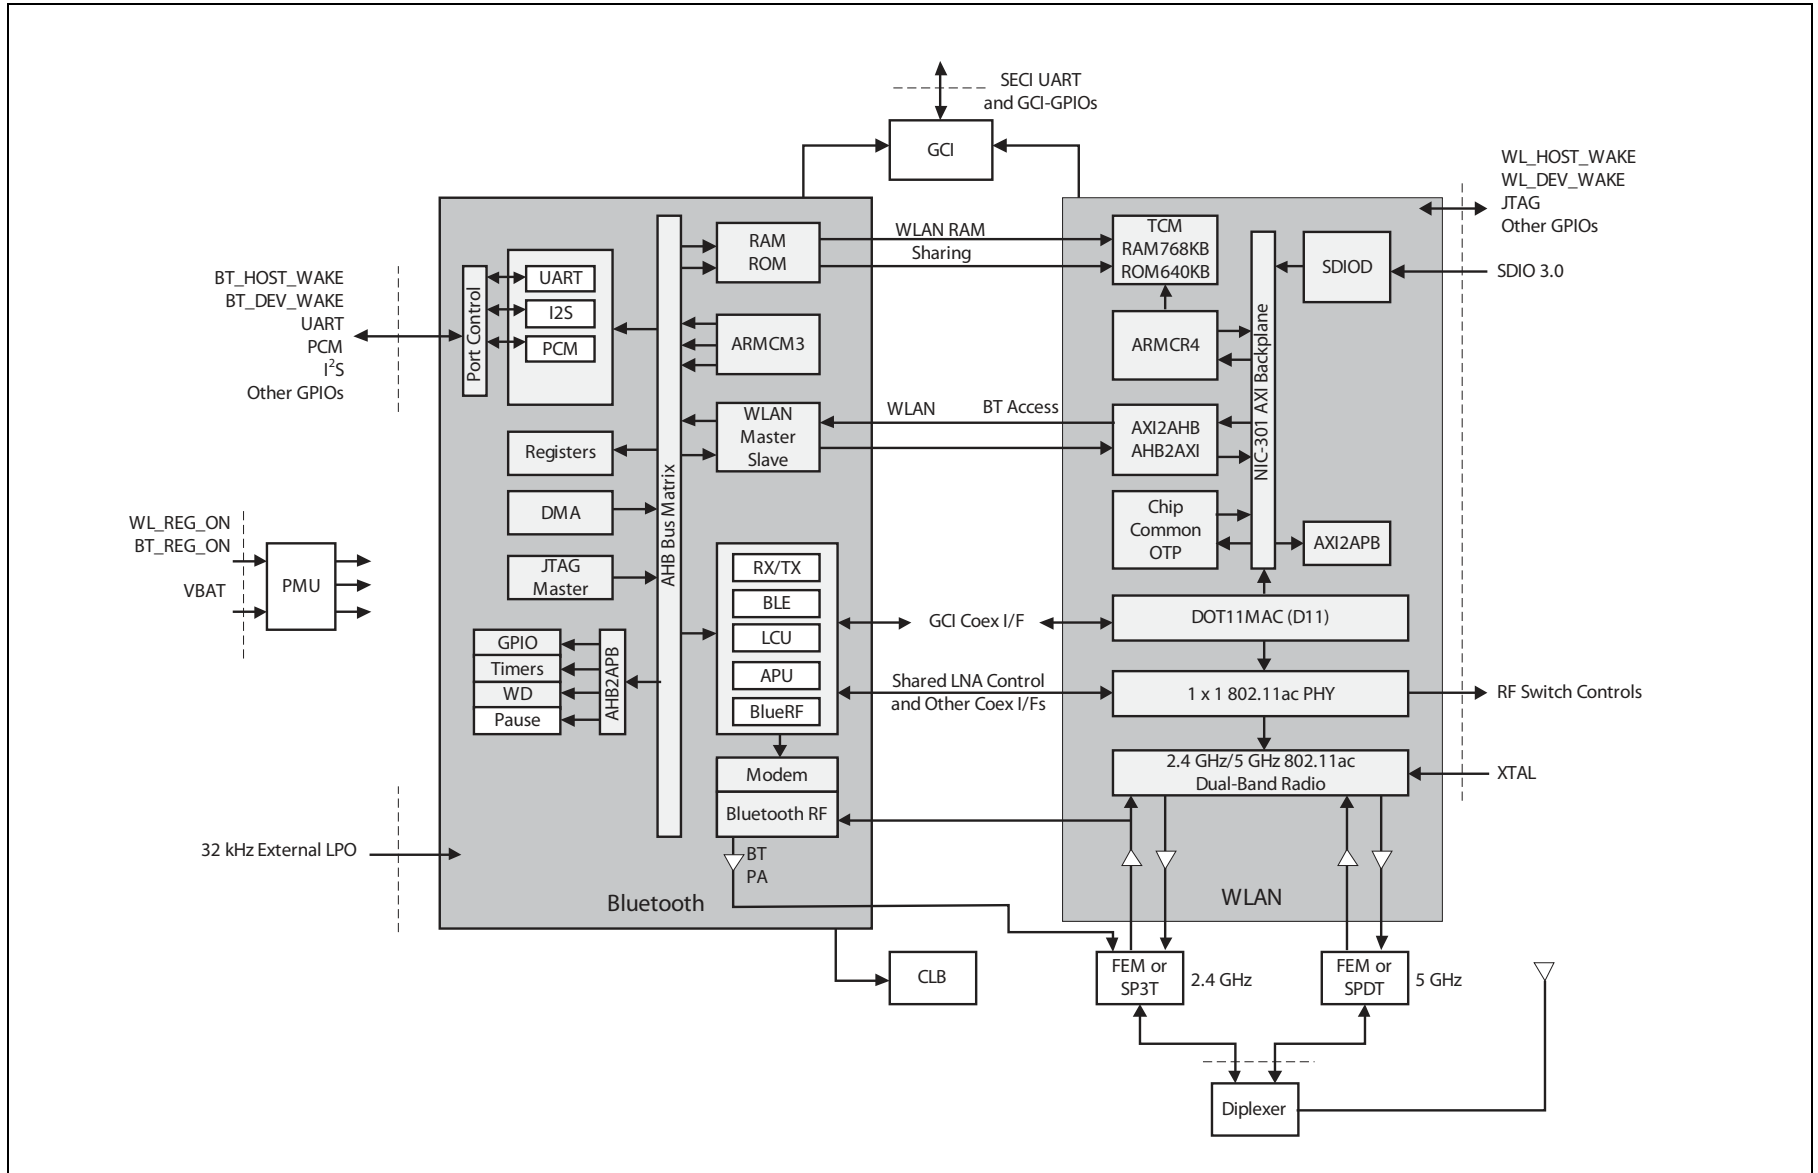 SECI UART
and GCI-GPIOs
GCI
WL_HOST_WAKE
WL_DEV_WAKE
JTAG
Other GPIOs
BT_HOST_WAKE
BT_DEV_WAKE
UART
PCM
I²S
Other GPIOs
Port Control
UART
I2S
PCM
AHB Bus Matrix
RAM
ROM
WLAN RAM
Sharing
TCM
RAM768KB
ROM640KB
NIC-301 AXI Backplane
SDIOD
SDIO 3.0
ARMCM3
ARMCR4
Registers
WLAN
Master
Slave
WLAN
BT Access
AXI2AHB
AHB2AXI
DMA
Chip
Common
OTP
AXI2APB
WL_REG_ON
BT_REG_ON
VBAT
PMU
JTAG
Master
RX/TX
BLE
LCU
APU
BlueRF
GCI Coex I/F
DOT11MAC (D11)
GPIO
Timers
WD
Pause
AHB2APB
Shared LNA Control
and Other Coex I/Fs
1 x 1 802.11ac PHY
RF Switch Controls
Modem
Bluetooth RF
2.4 GHz/5 GHz 802.11ac
Dual-Band Radio
XTAL
32 kHz External LPO
BT
PA
Bluetooth
WLAN
CLB
FEM or
SP3T
2.4 GHz
FEM or
SPDT
5 GHz
Diplexer